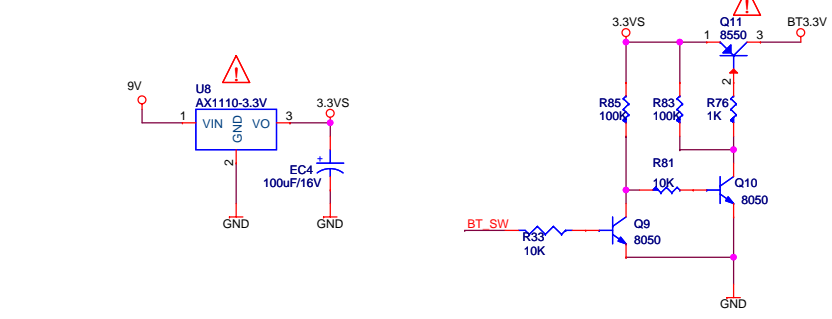 9V
U8
AX1110-3.3V
1
VIN
GND
VO
3
2
GND
3.3VS
+
EC4
100uF/16V
GND
3.3VS
1
Q11
8550
3
BT3.3V
2
R85
100K
R83
100K
R76
1K
R81
10K
Q10
8050
BT_SW
R33
10K
Q9
8050
GND